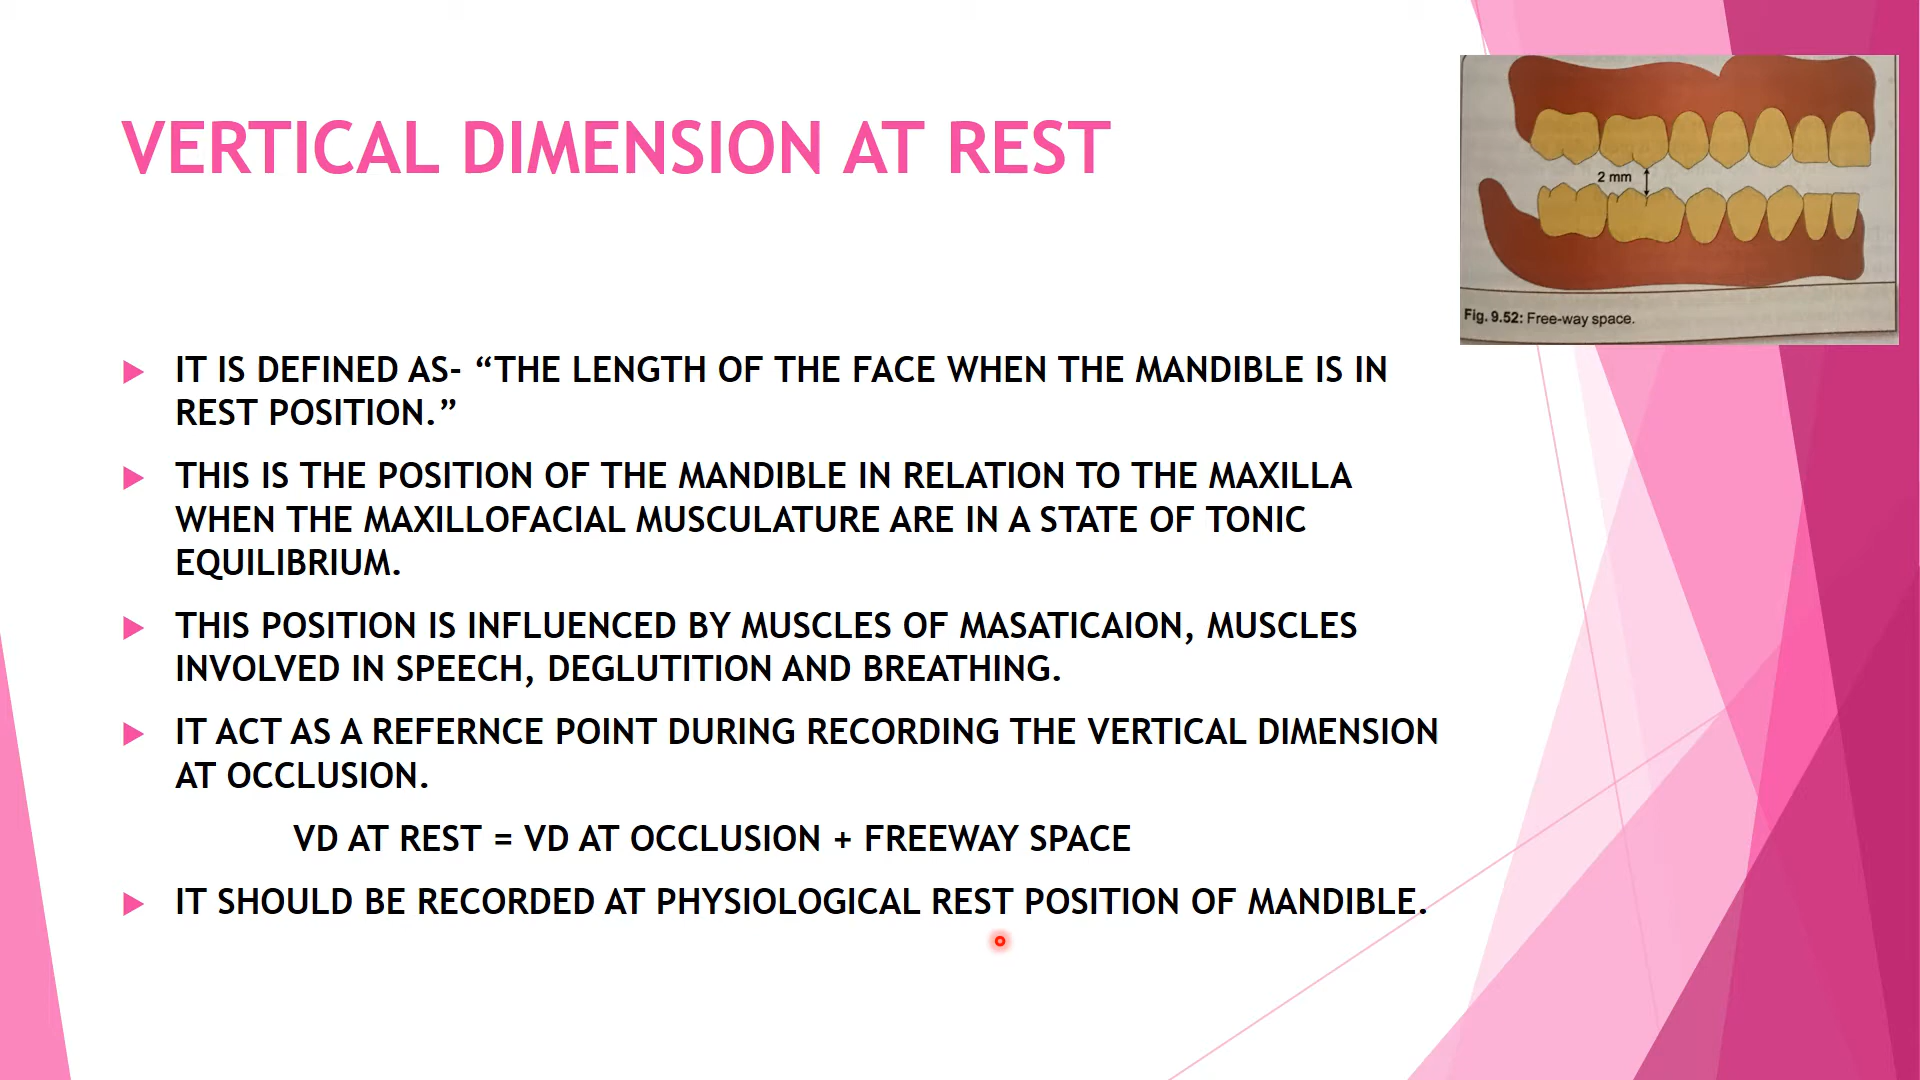 VERTICAL DIMENSION AT REST
2 mm
Fig. 9.52: Free-way space.
IT IS DEFINED AS- “THE LENGTH OF THE FACE WHEN THE MANDIBLE IS IN
REST POSITION.”
THIS IS THE POSITION OF THE MANDIBLE IN RELATION TO THE MAXILLA
WHEN THE MAXILLOFACIAL MUSCULATURE ARE IN A STATE OF TONIC
EQUILIBRIUM.
THIS POSITION IS INFLUENCED BY MUSCLES OF MASATICAION, MUSCLES
INVOLVED IN SPEECH, DEGLUTITION AND BREATHING.
IT ACT AS A REFERNCE POINT DURING RECORDING THE VERTICAL DIMENSION
AT OCCLUSION.
VD AT REST = VD AT OCCLUSION + FREEWAY SPACE
IT SHOULD BE RECORDED AT PHYSIOLOGICAL REST POSITION OF MANDIBLE.